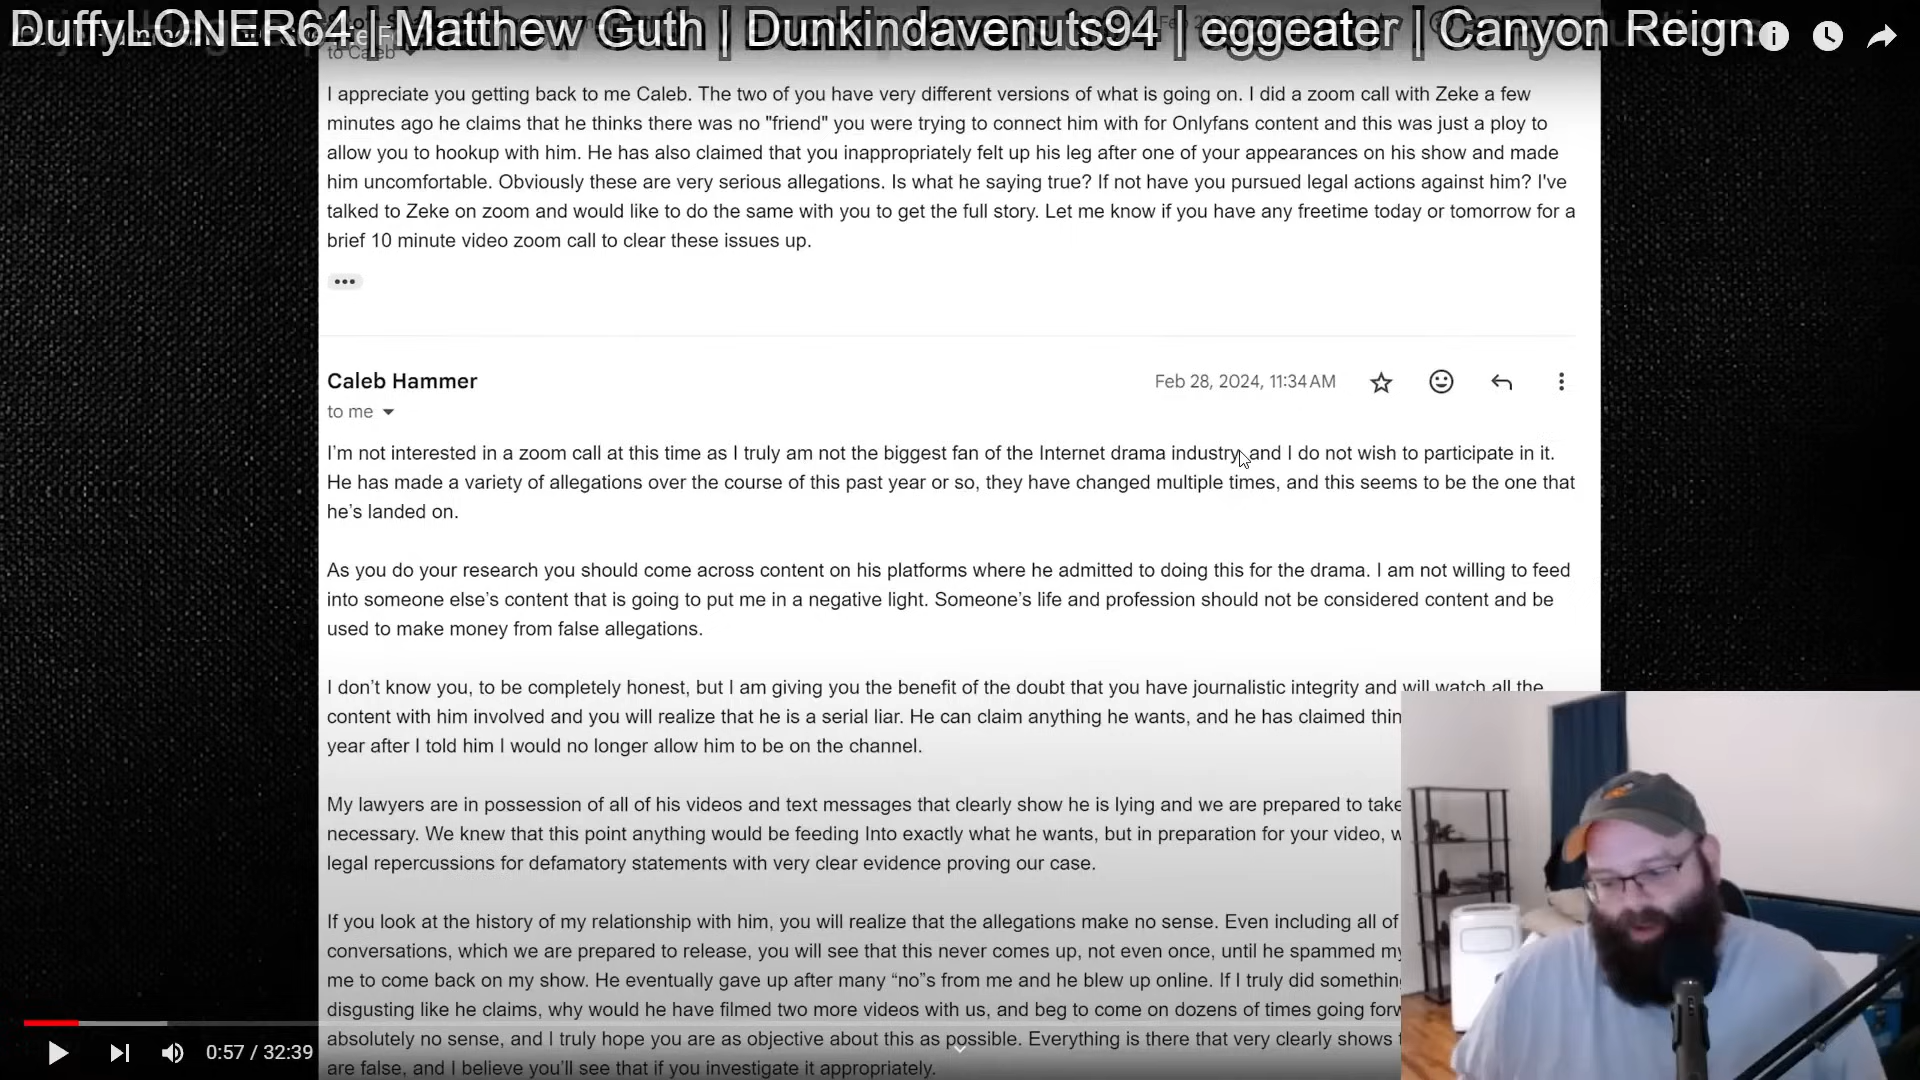 DuffyLONER64 | Matthew Guth | Dunkindavenuts94 | eggeater | Canyon Reign
to Caleb
I appreciate you getting back to me Caleb. The two of you have very different versions of what is going on. I did a zoom call with Zeke a few
minutes ago he claims that he thinks there was no "friend" you were trying to connect him with for Onlyfans content and this was just a ploy to
allow you to hookup with him. He has also claimed that you inappropriately felt up his leg after one of your appearances on his show and made
him uncomfortable. Obviously these are very serious allegations. Is what he saying true? If not have you pursued legal actions against him? I've
talked to Zeke on zoom and would like to do the same with you to get the full story. Let me know if you have any freetime today or tomorrow for a
brief 10 minute video zoom call to clear these issues up.
Caleb Hammer
Feb 28, 2024, 11:34 AM
to me
I'm not interested in a zoom call at this time as I truly am not the biggest fan of the Internet drama industry, and I do not wish to participate in it.
He has made a variety of allegations over the course of this past year or so, they have changed multiple times, and this seems to be the one that
he's landed on.
As you do your research you should come across content on his platforms where he admitted to doing this for the drama. I am not willing to feed
into someone else's content that is going to put me in a negative light. Someone's life and profession should not be considered content and be
used to make money from false allegations.
I don't know you, to be completely honest, but I am giving you the benefit of the doubt that you have journalistic integrity and will watch all the
content with him involved and you will realize that he is a serial liar. He can claim anything he wants, and he has claimed
year after I told him I would no longer allow him to be on the channel.
My lawyers are in possession of all of his videos and text messages that clearly show he is lying and we are prepared to take
necessary. We knew that this point anything would be feeding Into exactly what he wants, but in preparation for your video,
legal repercussions for defamatory statements with very clear evidence proving our case.
If you look at the history of my relationship with him, you will realize that the allegations make no sense. Even including all of
conversations, which we are prepared to release, you will see that this never comes up, not even once, until he spammed my
me to come back on my show. He eventually gave up after many “no”s from me and he blew up online. If I truly did something
disgusting like he claims, why would he have filmed two more videos with us, and beg to come on dozens of times going
absolutely no sense, and I truly hope you are as objective about this as possible. Everything is there that very clearly shows
are false, and I believe you'll see that if you investigate it appropriately.
0:57 / 32:39